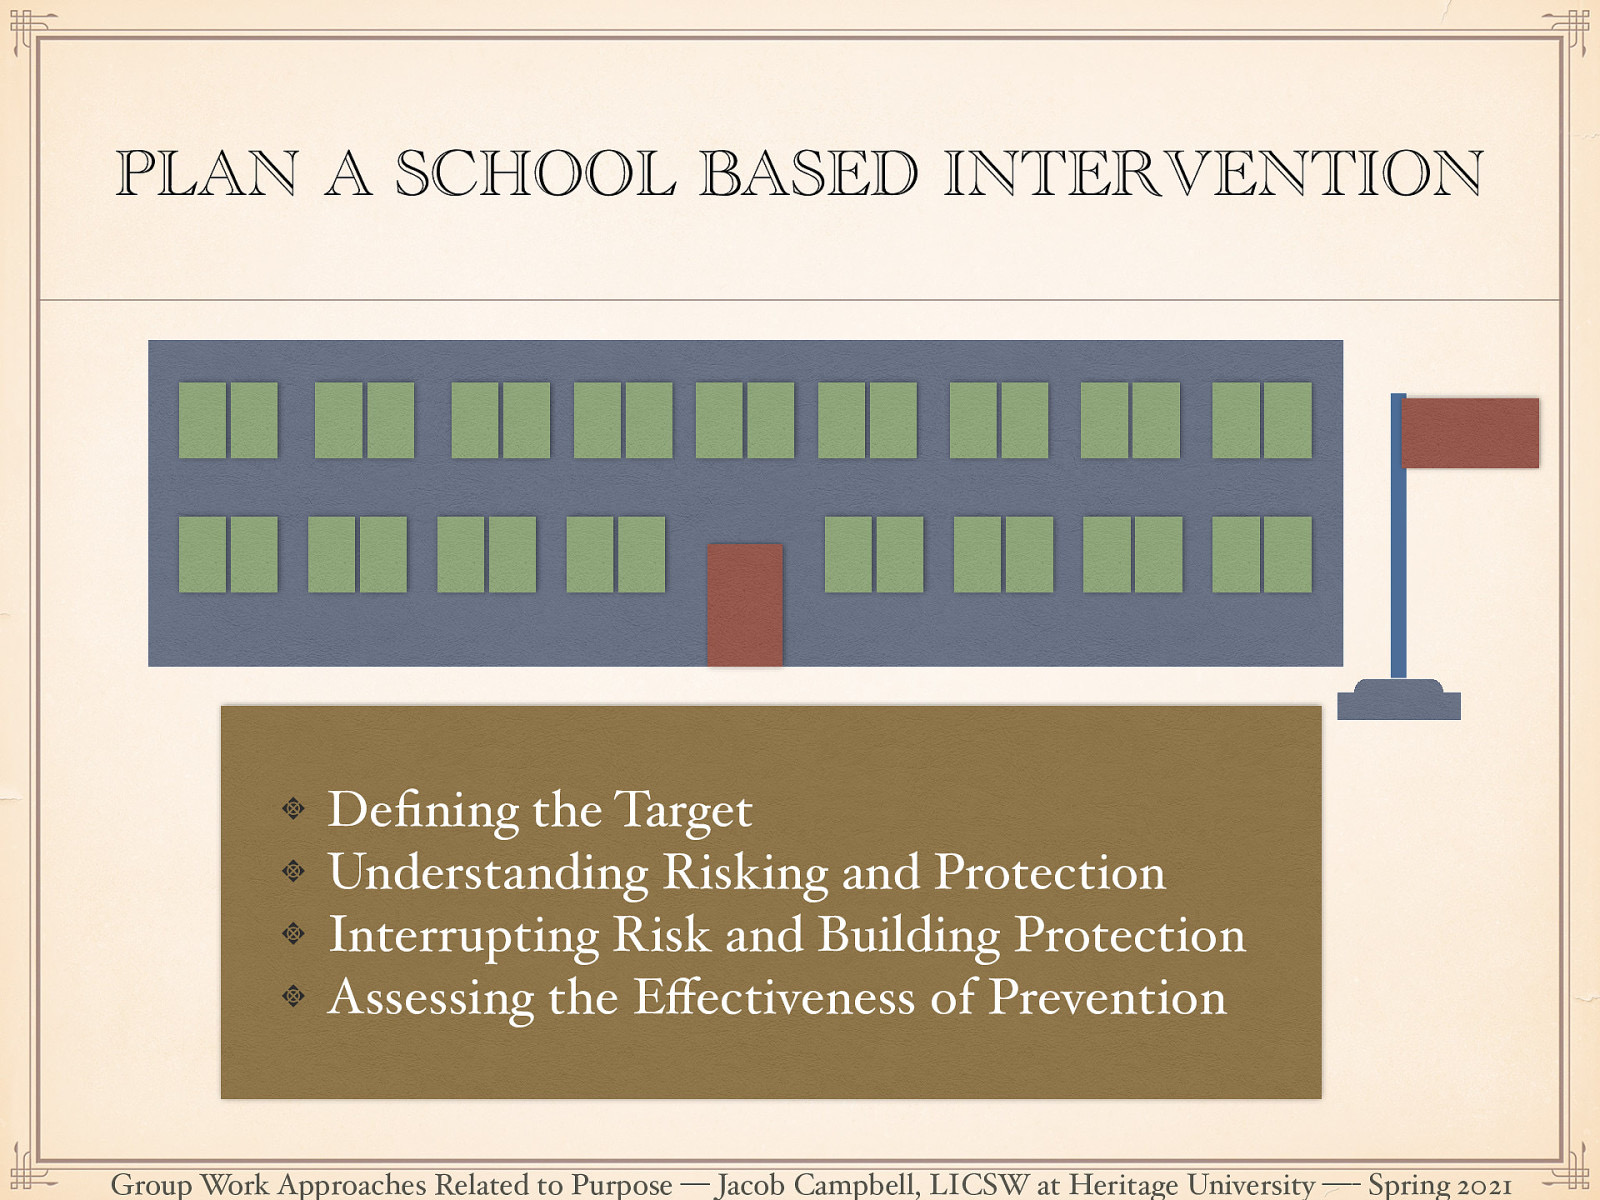 PLAN A SCHOOL BASED INTERVENTION
Defining the Target
Understanding Risking and Protection
Interrupting Risk and Building Protection
Assessing the Effectiveness of Prevention
Group Work Approaches Related to Purpose — Jacob Campbell, LICSW at Heritage University —- Spring 2021